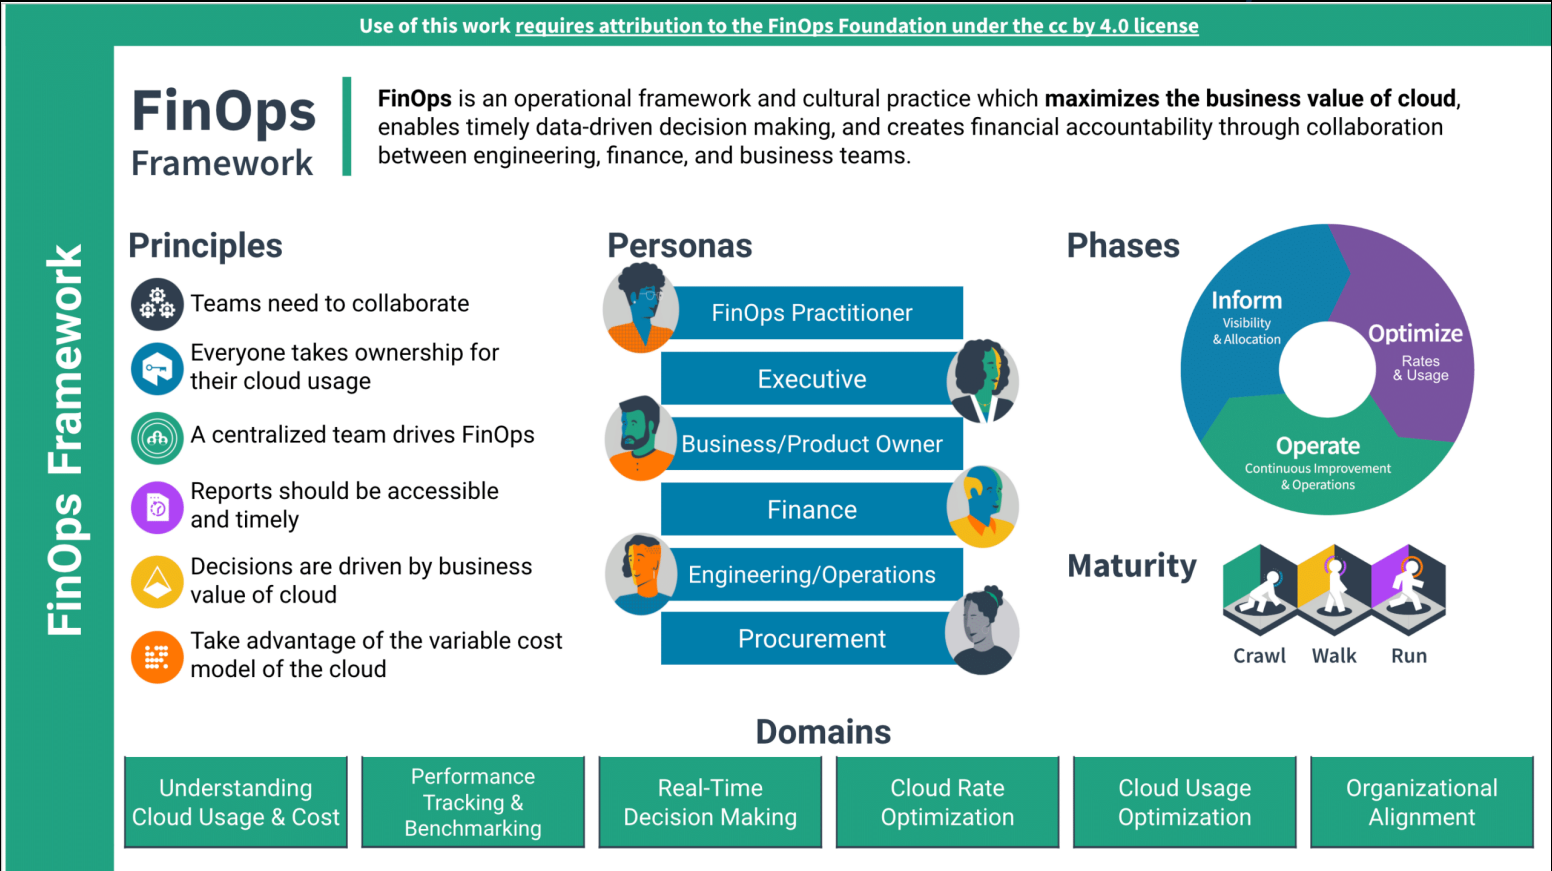 Use of this work requires attribution to the FinOps Foundation under the cc by 4.0 license
FinOps Framework
FinOps
Framework
FinOps is an operational framework and cultural practice which maximizes the business value of cloud,
enables timely data-driven decision making, and creates financial accountability through collaboration
between engineering, finance, and business teams.
Principles
Teams need to collaborate
Everyone takes ownership for
their cloud usage
A centralized team drives FinOps
Reports should be accessible
and timely
Decisions are driven by business
value of cloud
Take advantage of the variable cost
model of the cloud
Personas
FinOps Practitioner
Executive
Business/Product Owner
Finance
Engineering/Operations
Procurement
Phases
Inform
Visibility
& Allocation
Optimize
Rates
& Usage
Operate
Continuous Improvement
& Operations
Maturity
Crawl
Walk
Run
Domains
Understanding
Cloud Usage & Cost
Performance
Tracking &
Benchmarking
Real-Time
Decision Making
Cloud Rate
Optimization
Cloud Usage
Optimization
Organizational
Alignment